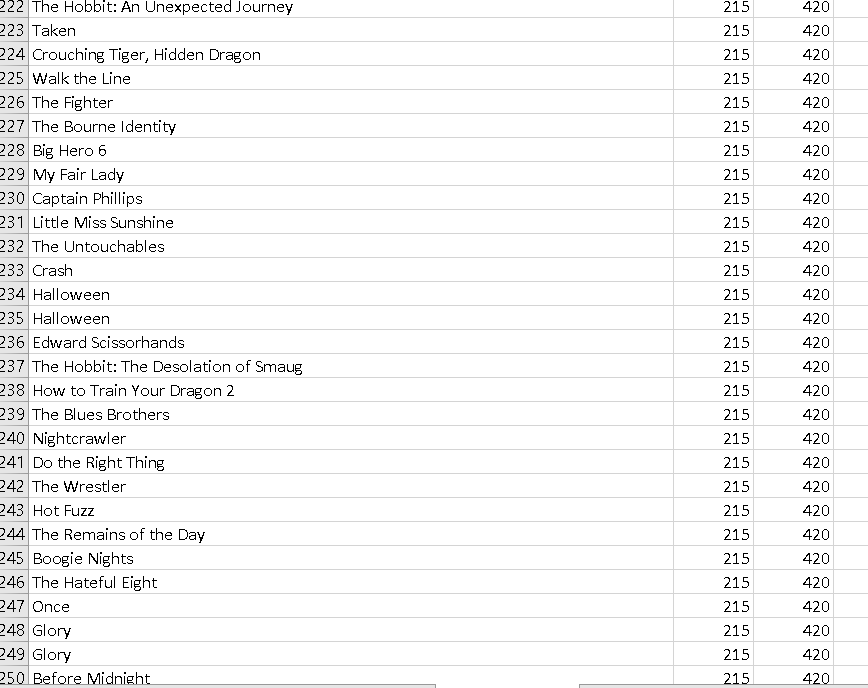 222 The Hobbit: An Unexpected Journey 215 420
223 Taken 215 420
224 Crouching Tiger, Hidden Dragon 215 420
225 Walk the Line 215 420
226 The Fighter 215 420
227 The Bourne Identity 215 420
228 Big Hero 6 215 420
229 My Fair Lady 215 420
230 Captain Phillips 215 420
231 Little Miss Sunshine 215 420
232 The Untouchables 215 420
233 Crash 215 420
234 Halloween 215 420
235 Halloween 215 420
236 Edward Scissorhands 215 420
237 The Hobbit: The Desolation of Smaug 215 420
238 How to Train Your Dragon 2 215 420
239 The Blues Brothers 215 420
240 Nightcrawler 215 420
241 Do the Right Thing 215 420
242 The Wrestler 215 420
243 Hot Fuzz 215 420
244 The Remains of the Day 215 420
245 Boogie Nights 215 420
246 The Hateful Eight 215 420
247 Once 215 420
248 Glory 215 420
249 Glory 215 420
250 Before Midnight 215 420